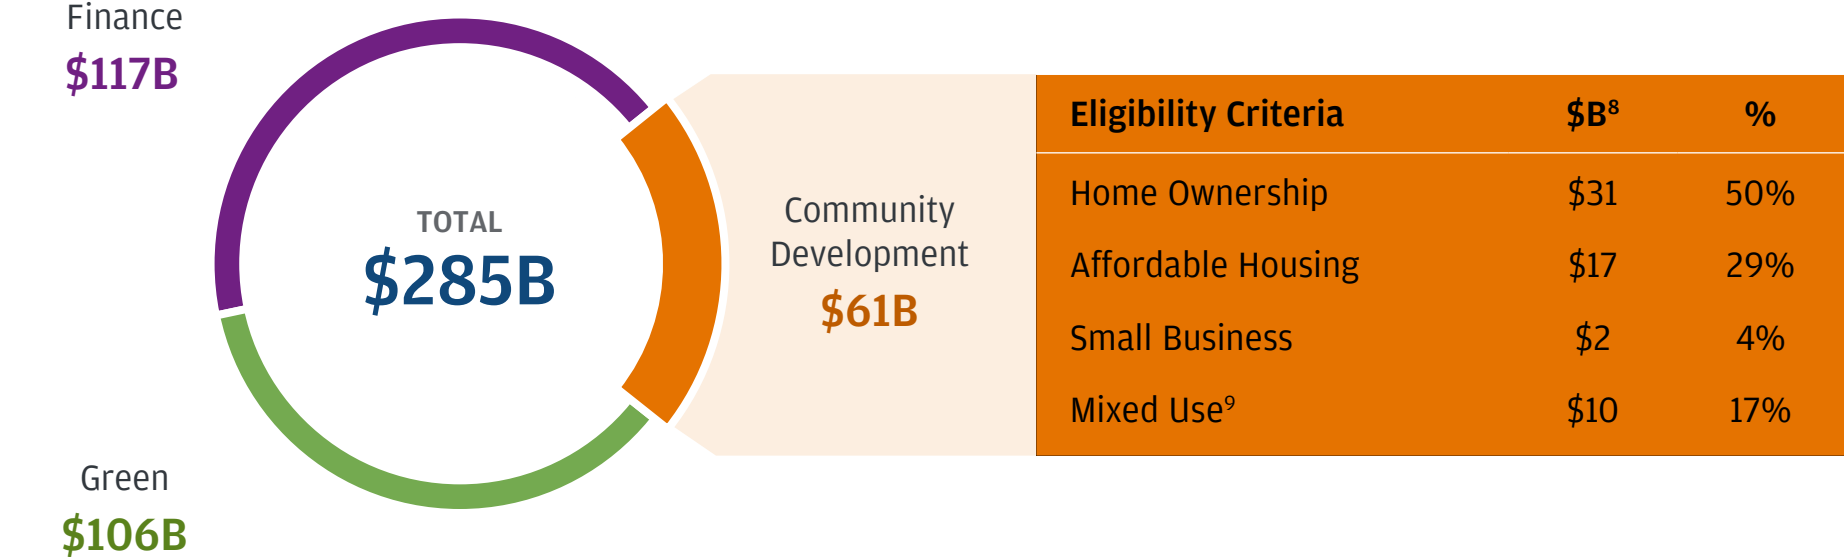 Finance
$117B
TOTAL
$285B
Green
$106B
Community
Development
$61B
Eligibility Criteria $B⁸ %
Home Ownership $31 50%
Affordable Housing $17 29%
Small Business $2 4%
Mixed Use⁹ $10 17%